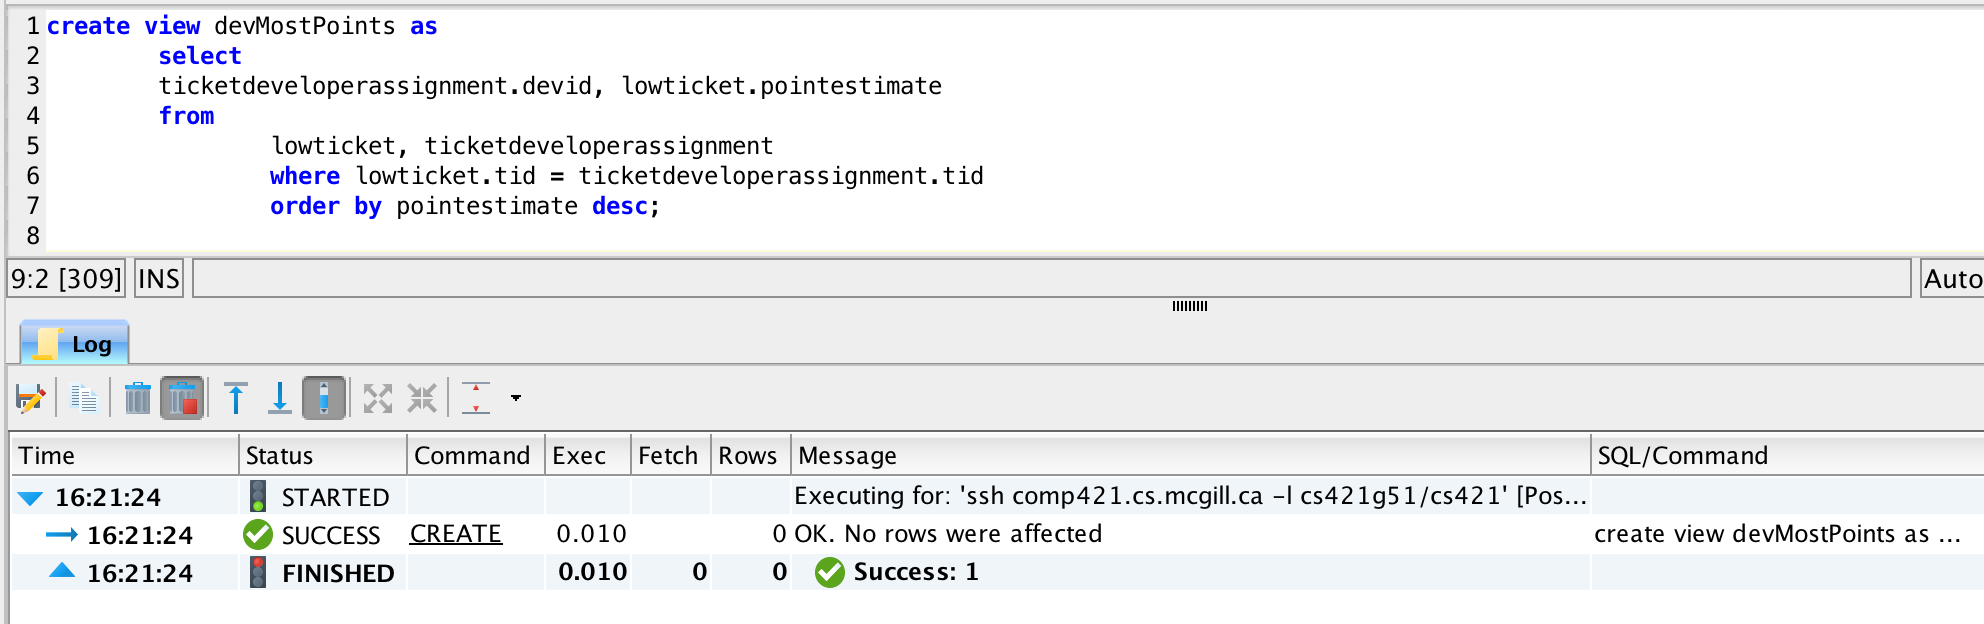 1 create view devMostPoints as
2 select
3 ticketdeveloperassignment.devid, lowticket.pointestimate
4 from
5 lowticket, ticketdeveloperassignment
6 where lowticket.tid = ticketdeveloperassignment.tid
7 order by pointestimate desc;
8
9:2 [309] INS Auto
Log
Time Status Command Exec Fetch Rows Message SQL/Command
16:21:24 STARTED Executing for: 'ssh comp421.cs.mcgill.ca -l cs421g51/cs421' [Pos...
16:21:24 SUCCESS CREATE 0.010 0 OK. No rows were affected create view devMostPoints as ...
16:21:24 FINISHED 0.010 0 0 Success: 1